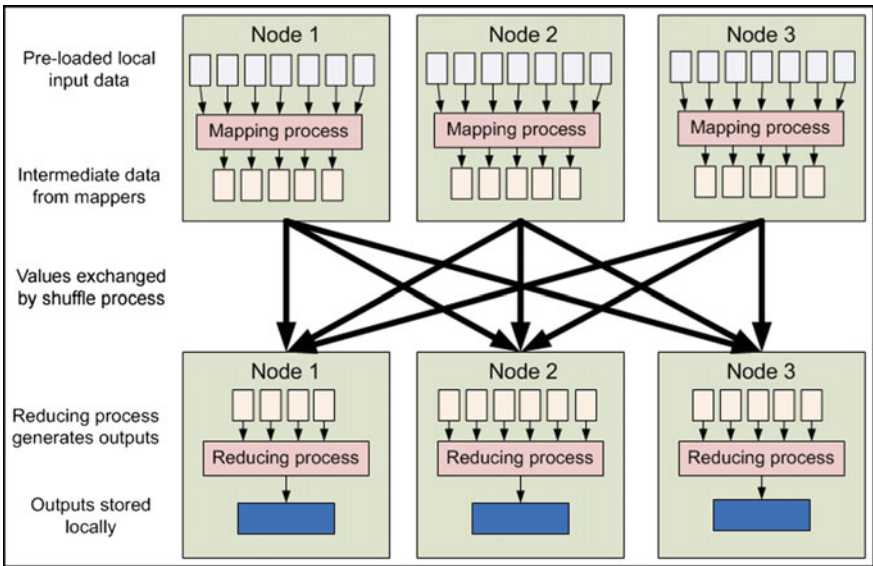 Node 1
Node 2
Node 3
Pre-loaded local
input data
Mapping process
Mapping process
Mapping process
Intermediate data
from mappers
Values exchanged
by shuffle process
Node 1
Node 2
Node 3
Reducing process
generates outputs
Reducing process
Reducing process
Reducing process
Outputs stored
locally